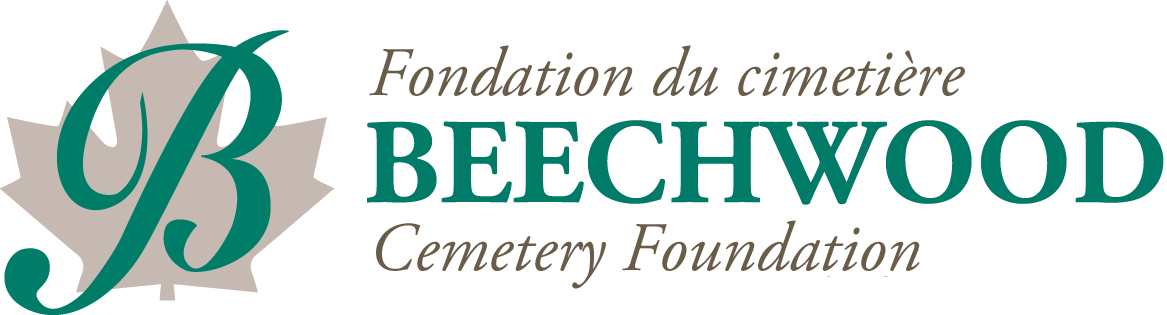 B
Fondation du cimetière
BEECHWOOD
Cemetery Foundation